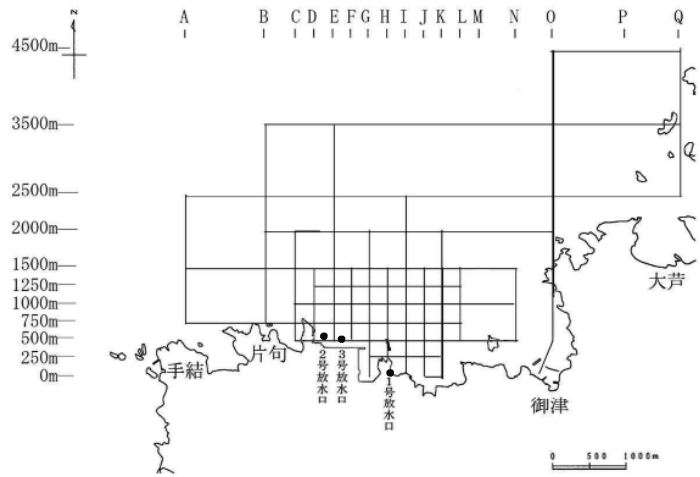 A B C D E F G H I J K L M N O P Q
N
4500m
3500m
2500m
2000m
1500m
1250m
1000m
750m
500m
250m
0m
大芦
片句
手結
2号放水口
3号放水口
1号放水口
御津
0 500 1000m